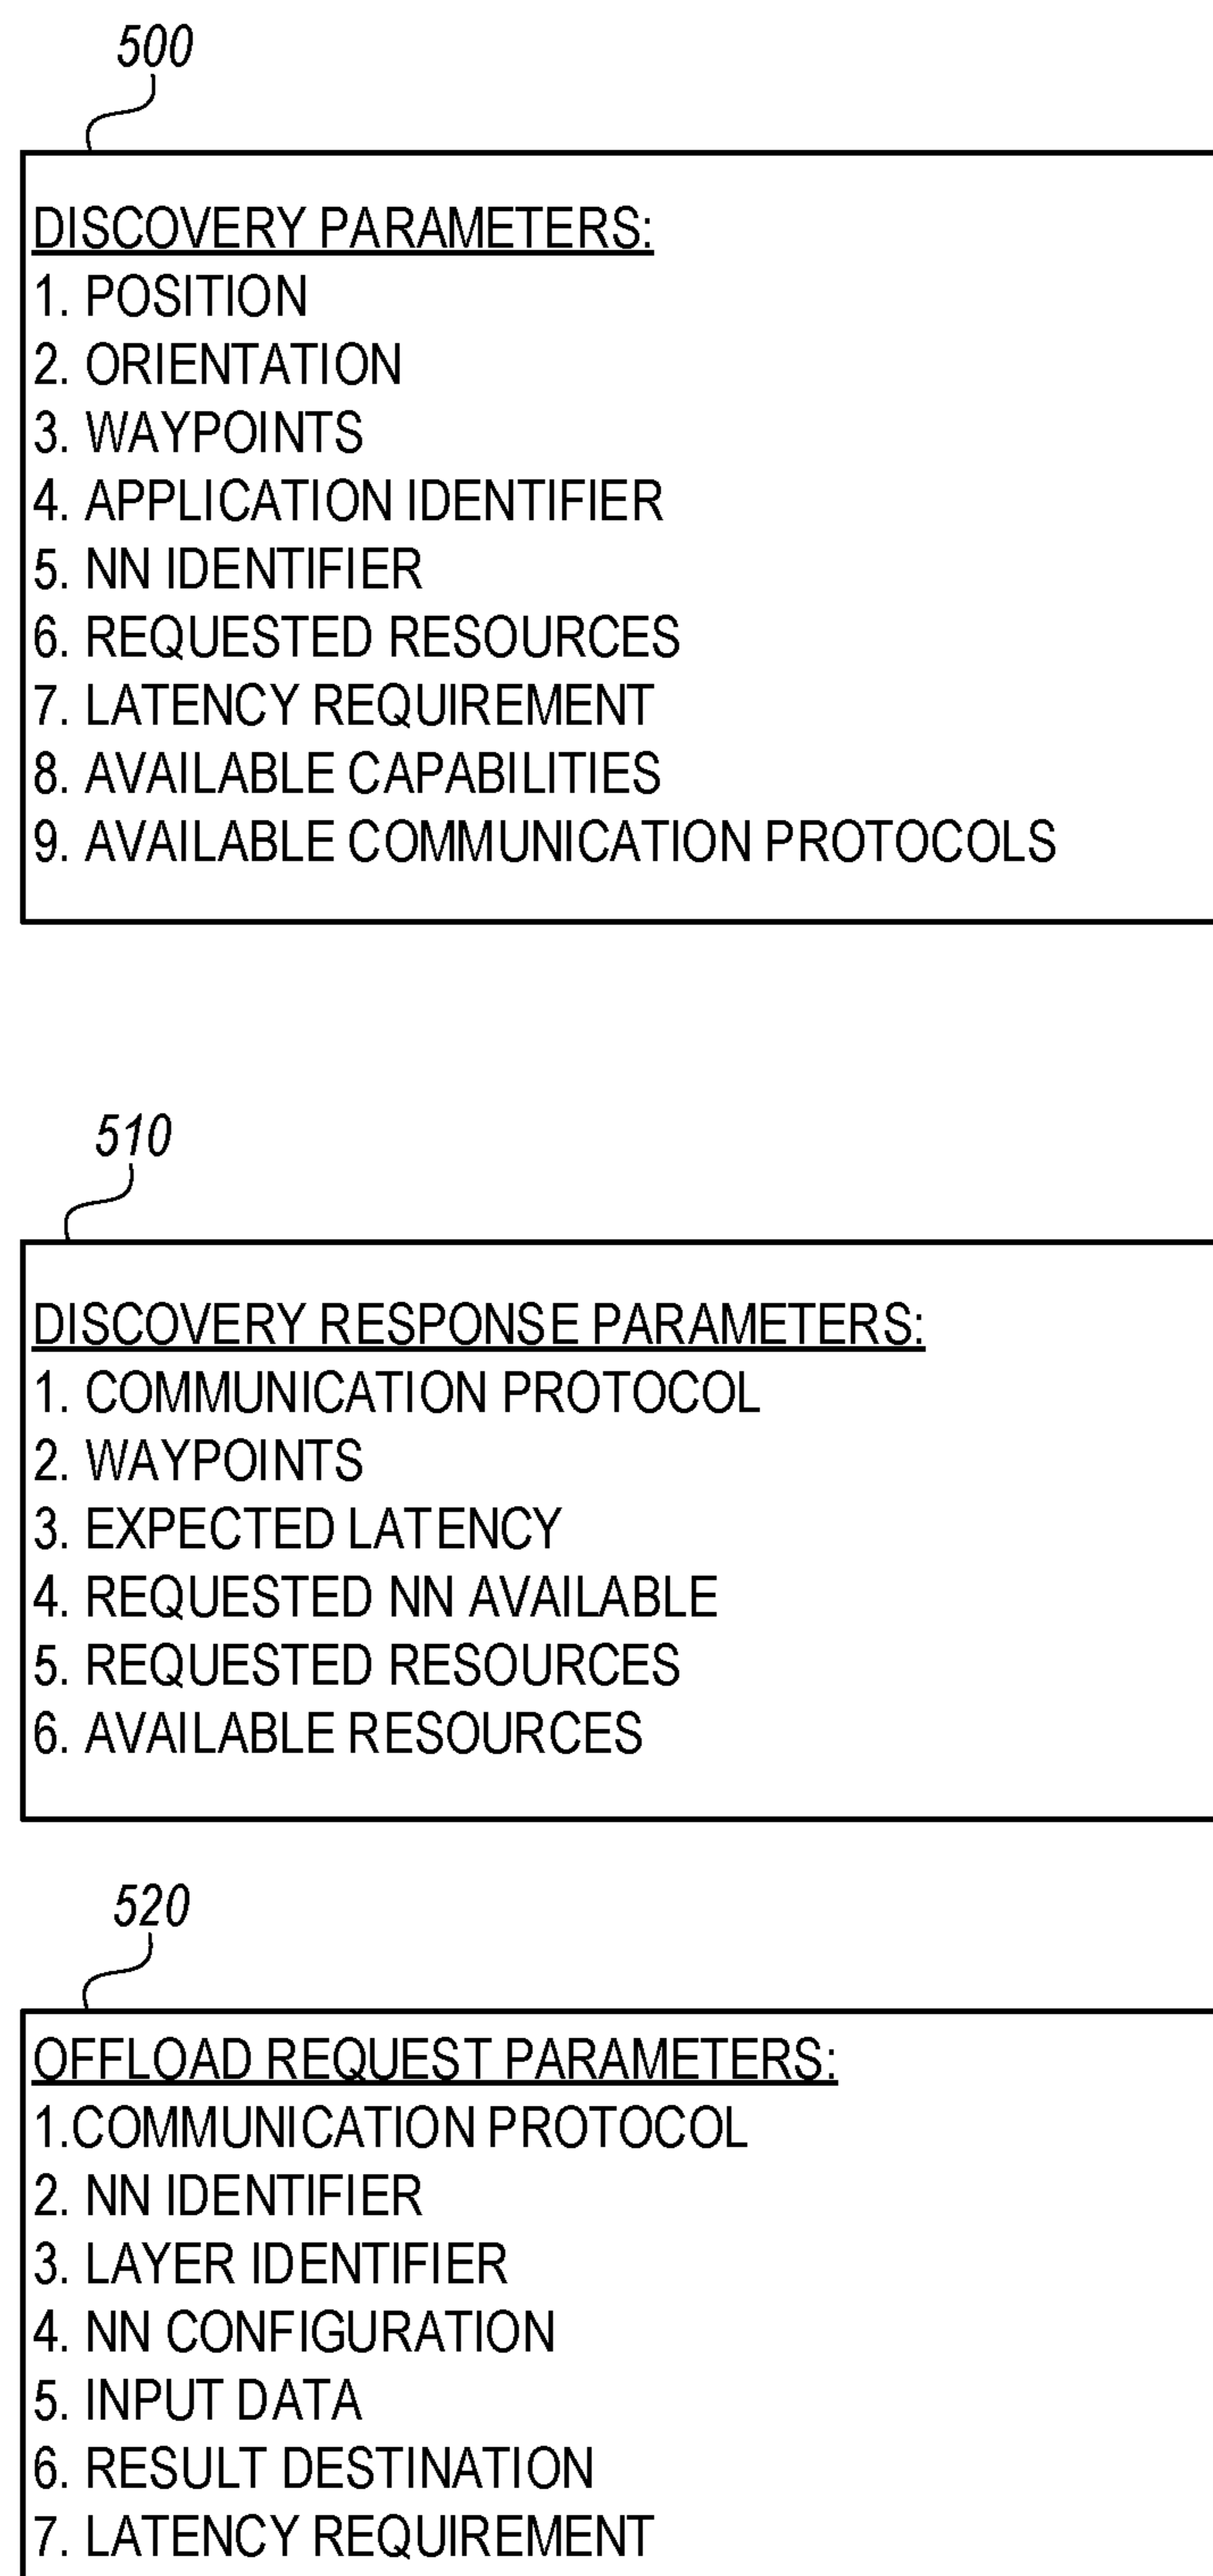 500
DISCOVERY PARAMETERS:
1. POSITION
2. ORIENTATION
3. WAYPOINTS
4. APPLICATION IDENTIFIER
5. NN IDENTIFIER
6. REQUESTED RESOURCES
7. LATENCY REQUIREMENT
8. AVAILABLE CAPABILITIES
9. AVAILABLE COMMUNICATION PROTOCOLS
510
DISCOVERY RESPONSE PARAMETERS:
1. COMMUNICATION PROTOCOL
2. WAYPOINTS
3. EXPECTED LATENCY
4. REQUESTED NN AVAILABLE
5. REQUESTED RESOURCES
6. AVAILABLE RESOURCES
520
OFFLOAD REQUEST PARAMETERS:
1.COMMUNICATION PROTOCOL
2. NN IDENTIFIER
3. LAYER IDENTIFIER
4. NN CONFIGURATION
5. INPUT DATA
6. RESULT DESTINATION
7. LATENCY REQUIREMENT